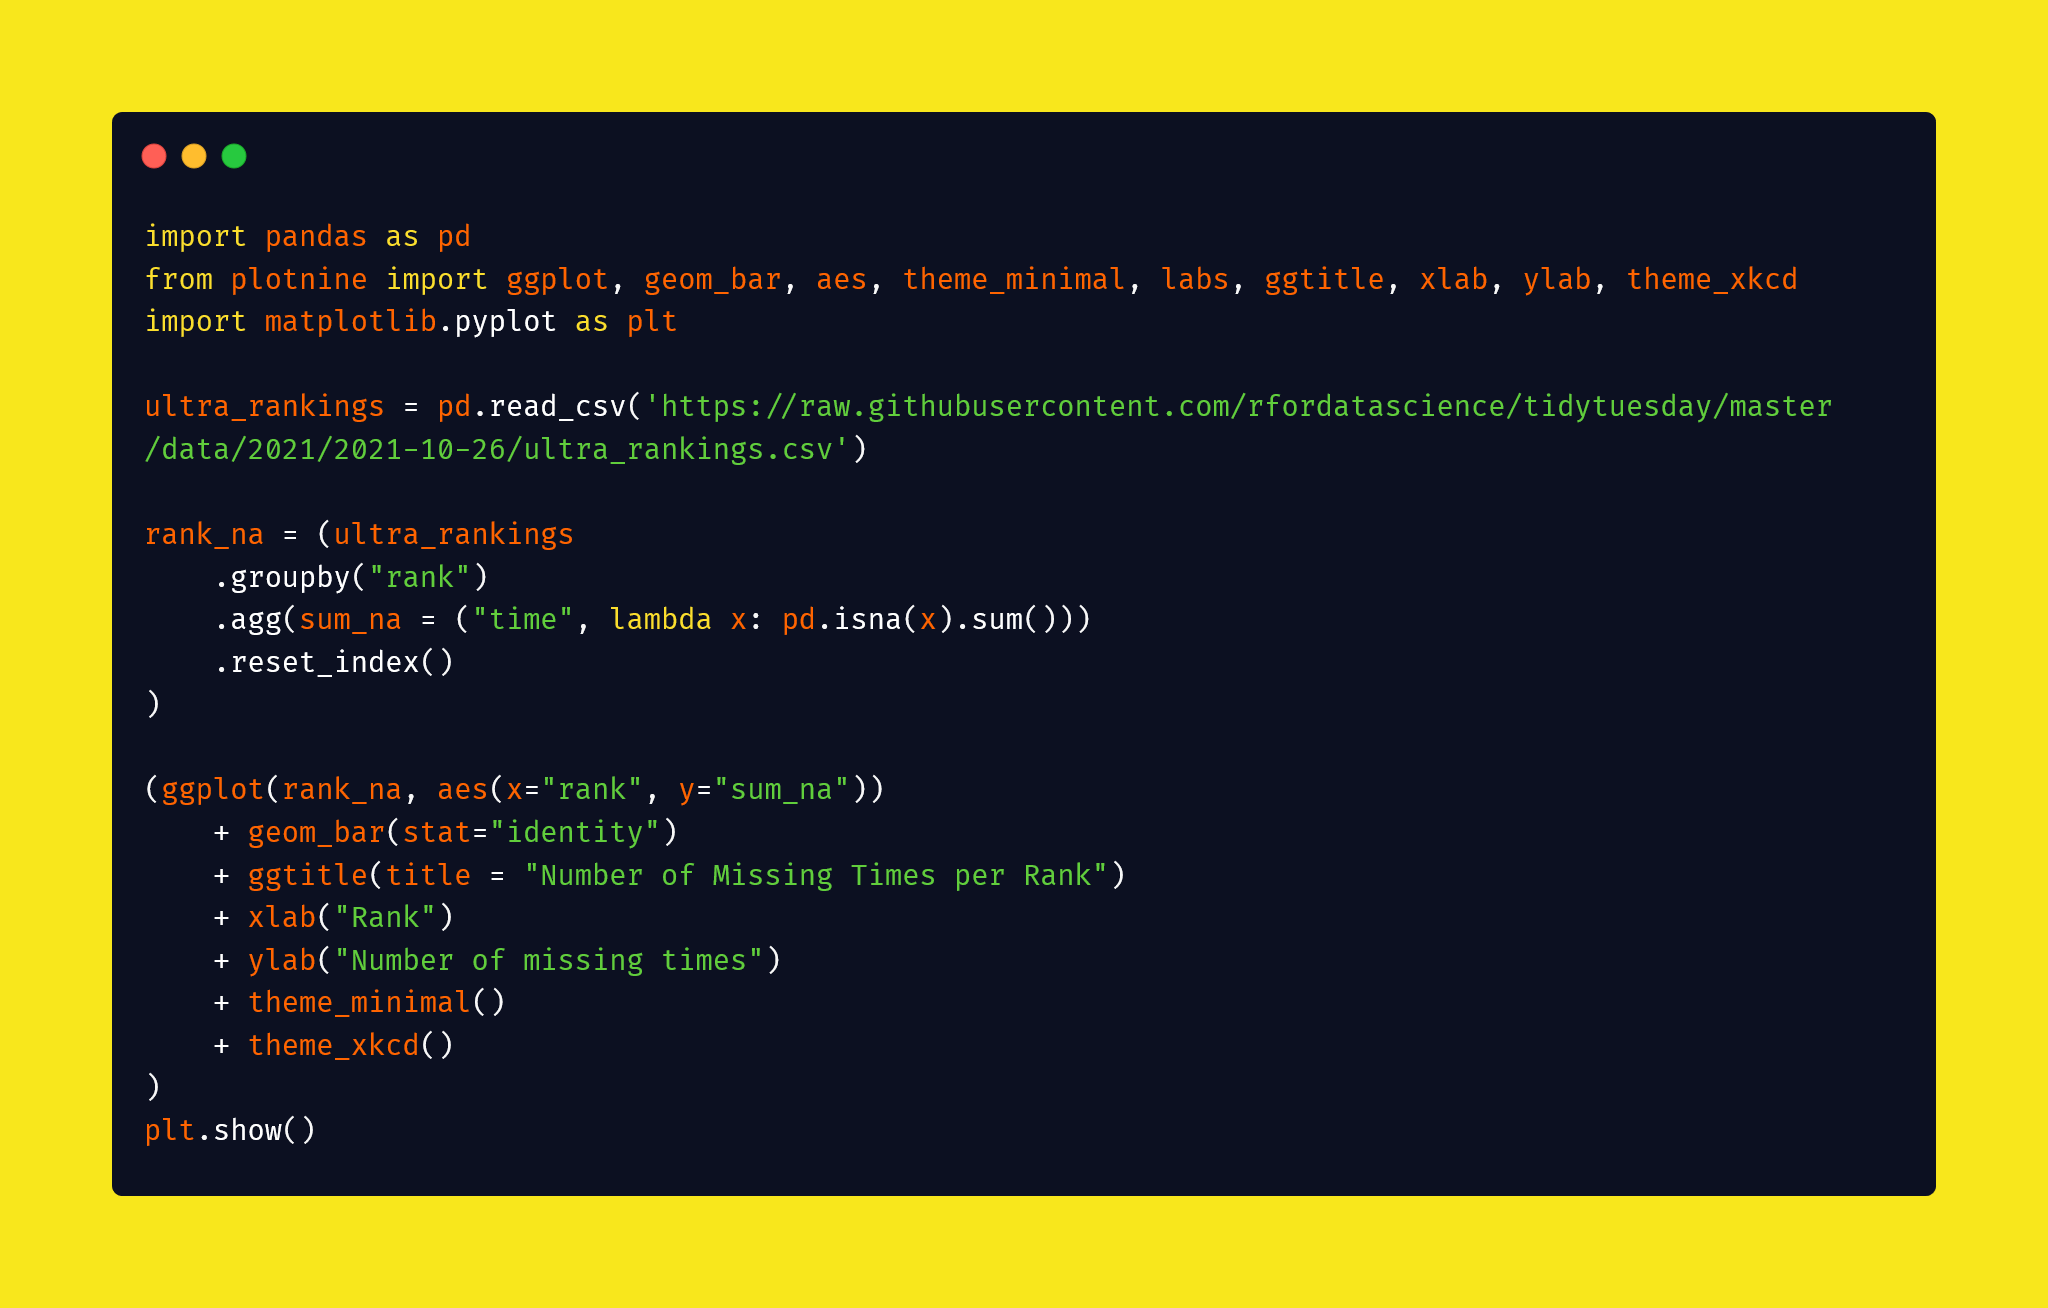 import pandas as pd
from plotnine import ggplot, geom_bar, aes, theme_minimal, labs, ggtitle, xlab, ylab, theme_xkcd
import matplotlib.pyplot as plt

ultra_rankings = pd.read_csv('https://raw.githubusercontent.com/rfordatascience/tidytuesday/master
/data/2021/2021-10-26/ultra_rankings.csv')

rank_na = (ultra_rankings
    .groupby("rank")
    .agg(sum_na = ("time", lambda x: pd.isna(x).sum()))
    .reset_index()
)

(ggplot(rank_na, aes(x="rank", y="sum_na"))
    + geom_bar(stat="identity")
    + ggtitle(title = "Number of Missing Times per Rank")
    + xlab("Rank")
    + ylab("Number of missing times")
    + theme_minimal()
    + theme_xkcd()
)
plt.show()